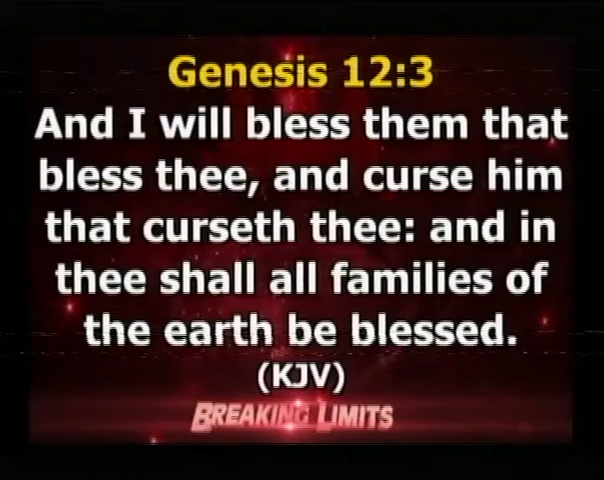 Genesis 12:3
And I will bless them that
bless thee, and curse him
that curseth thee: and in
thee shall all families of
the earth be blessed.
(KJV)
BREAKING LIMITS